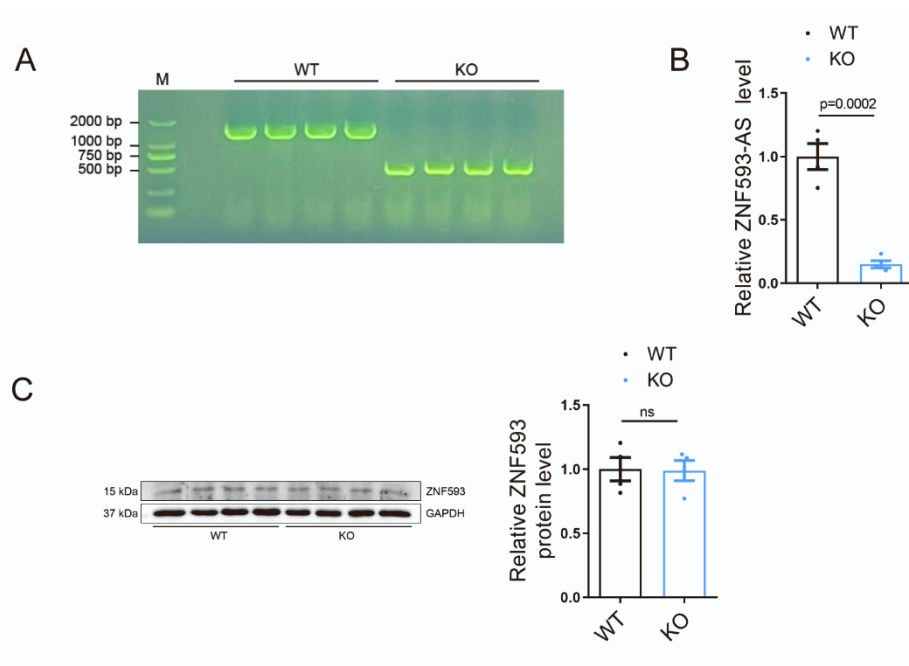 A
M
WT
KO
2000 bp
1000 bp
750 bp
500 bp
B
WT
KO
p=0.0002
Relative ZNF593-AS level
1.5
1.0
0.5
0.0
WT
KO
C
15 kDa
ZNF593
37 kDa
GAPDH
WT
KO
WT
KO
ns
Relative ZNF593
protein level
1.5
1.0
0.5
0.0
WT
KO